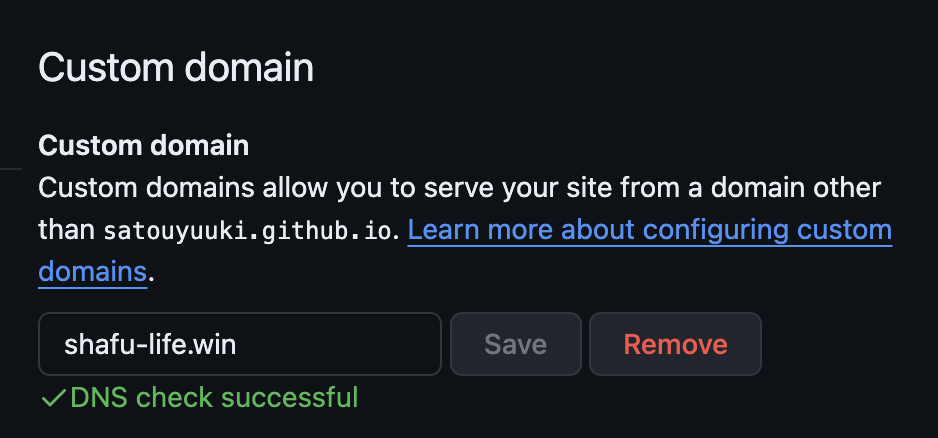 Custom domain
Custom domain
Custom domains allow you to serve your site from a domain other
than satouyuuki.github.io. Learn more about configuring custom
domains.
shafu-life.win Save Remove
✓DNS check successful